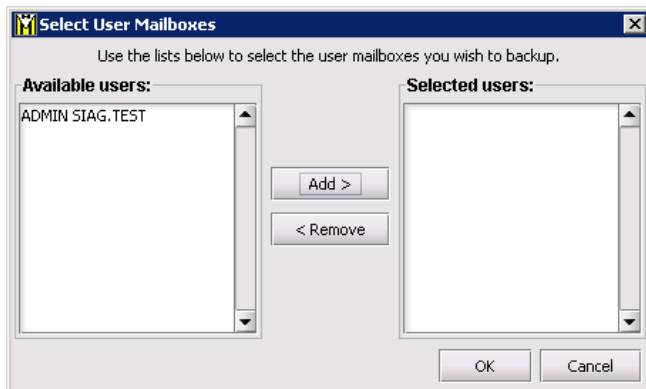 Select User Mailboxes
Use the lists below to select the user mailboxes you wish to backup.
Available users:
Selected users:
ADMIN SIAG.TEST
Add >
< Remove
OK
Cancel